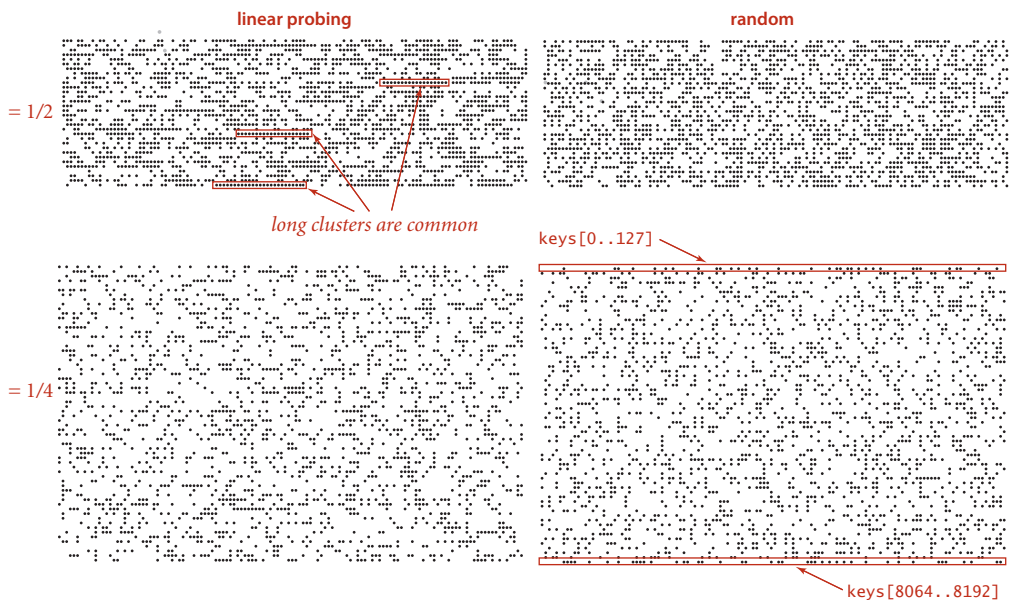 linear probing
random
= 1/2
long clusters are common
keys[0..127]
= 1/4
keys[8064..8192]